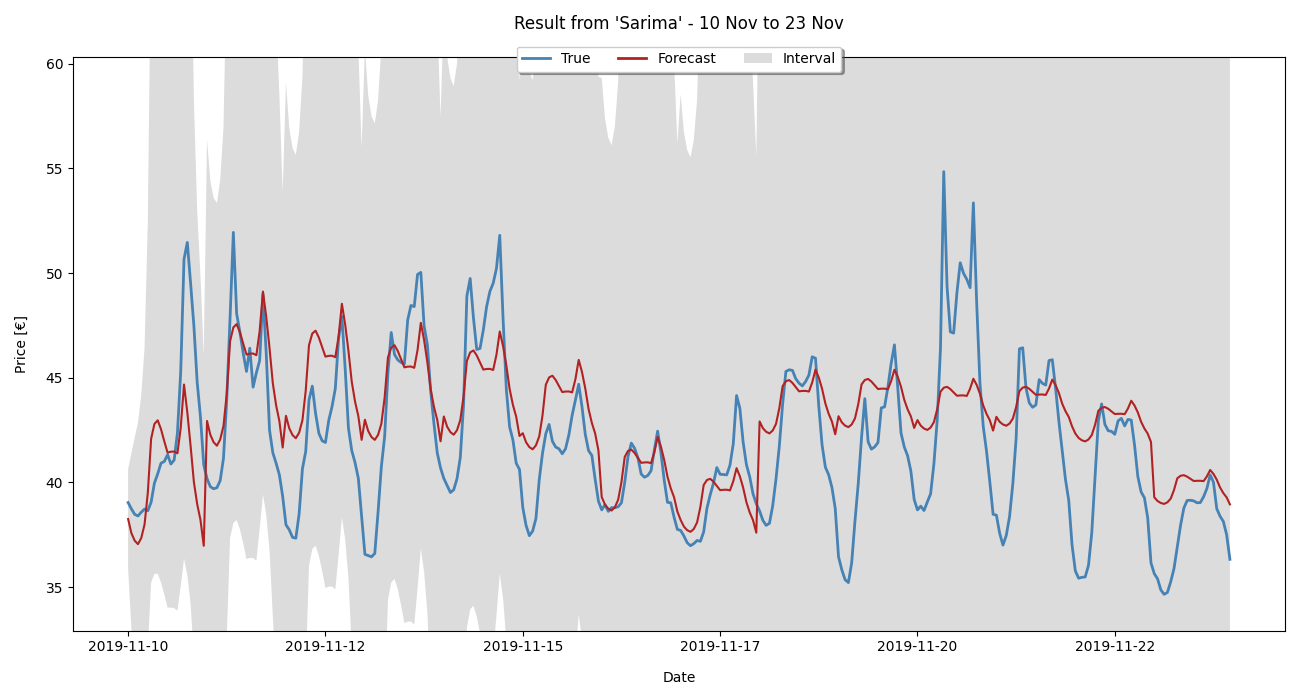 Result from 'Sarima' - 10 Nov to 23 Nov
True Forecast Interval
60
55
50
45
40
35
Price [€]
2019-11-10 2019-11-12 2019-11-15 2019-11-17 2019-11-20 2019-11-22
Date